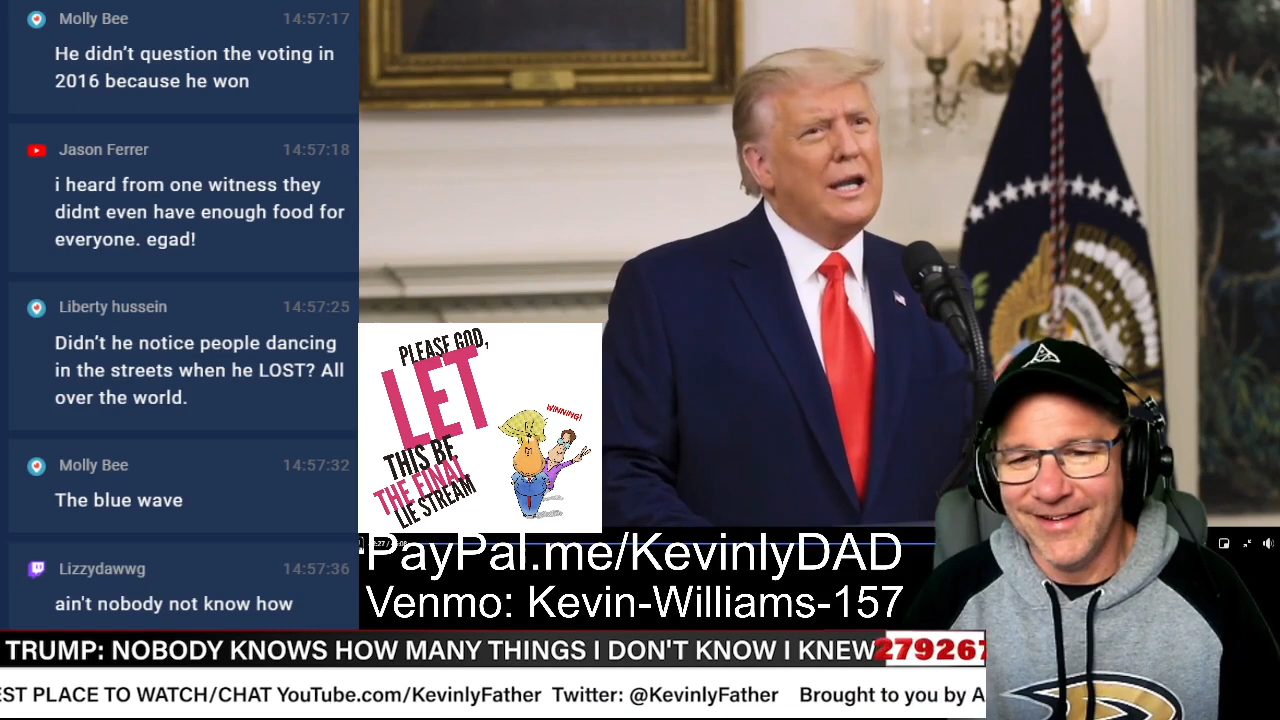 Molly Bee 14:57:17
He didn’t question the voting in
2016 because he won
Jason Ferrer 14:57:18
i heard from one witness they
didnt even have enough food for
everyone. egad!
Liberty hussein 14:57:25
Didn’t he notice people dancing
in the streets when he LOST? All
over the world.
Molly Bee 14:57:32
The blue wave
Lizzydawwg 14:57:36
ain't nobody not know how
PLEASE GOD,
LET
THIS BE
THE FINAL
LIE STREAM
WINNING!
PayPal.me/KevinlyDAD
Venmo: Kevin-Williams-157
TRUMP: NOBODY KNOWS HOW MANY THINGS I DON'T KNOW I KNEW
279267
EST PLACE TO WATCH/CHAT YouTube.com/KevinlyFather Twitter: @KevinlyFather Brought to you by A